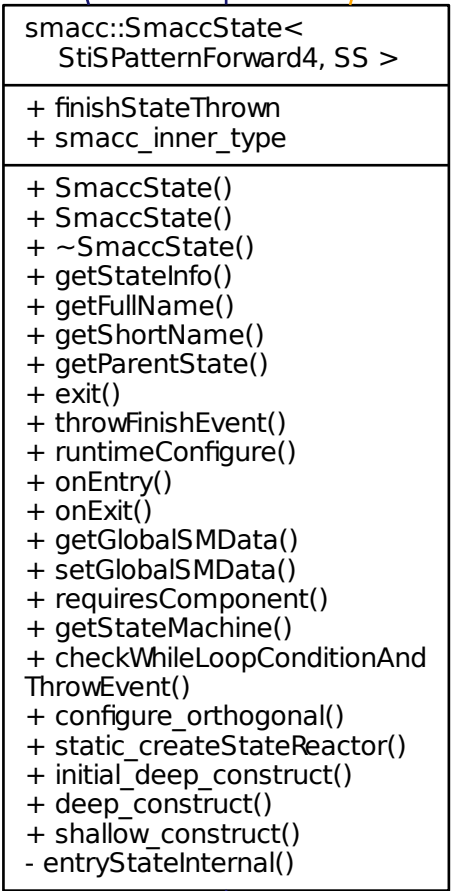 smacc::SmaccState<
StiSPatternForward4, SS >
+ finishStateThrown
+ smacc_inner_type
+ SmaccState()
+ SmaccState()
+ ~SmaccState()
+ getStateInfo()
+ getFullName()
+ getShortName()
+ getParentState()
+ exit()
+ throwFinishEvent()
+ runtimeConfigure()
+ onEntry()
+ onExit()
+ getGlobalSMData()
+ setGlobalSMData()
+ requiresComponent()
+ getStateMachine()
+ checkWhileLoopConditionAnd
ThrowEvent()
+ configure_orthogonal()
+ static_createStateReactor()
+ initial_deep_construct()
+ deep_construct()
+ shallow_construct()
- entryStateInternal()